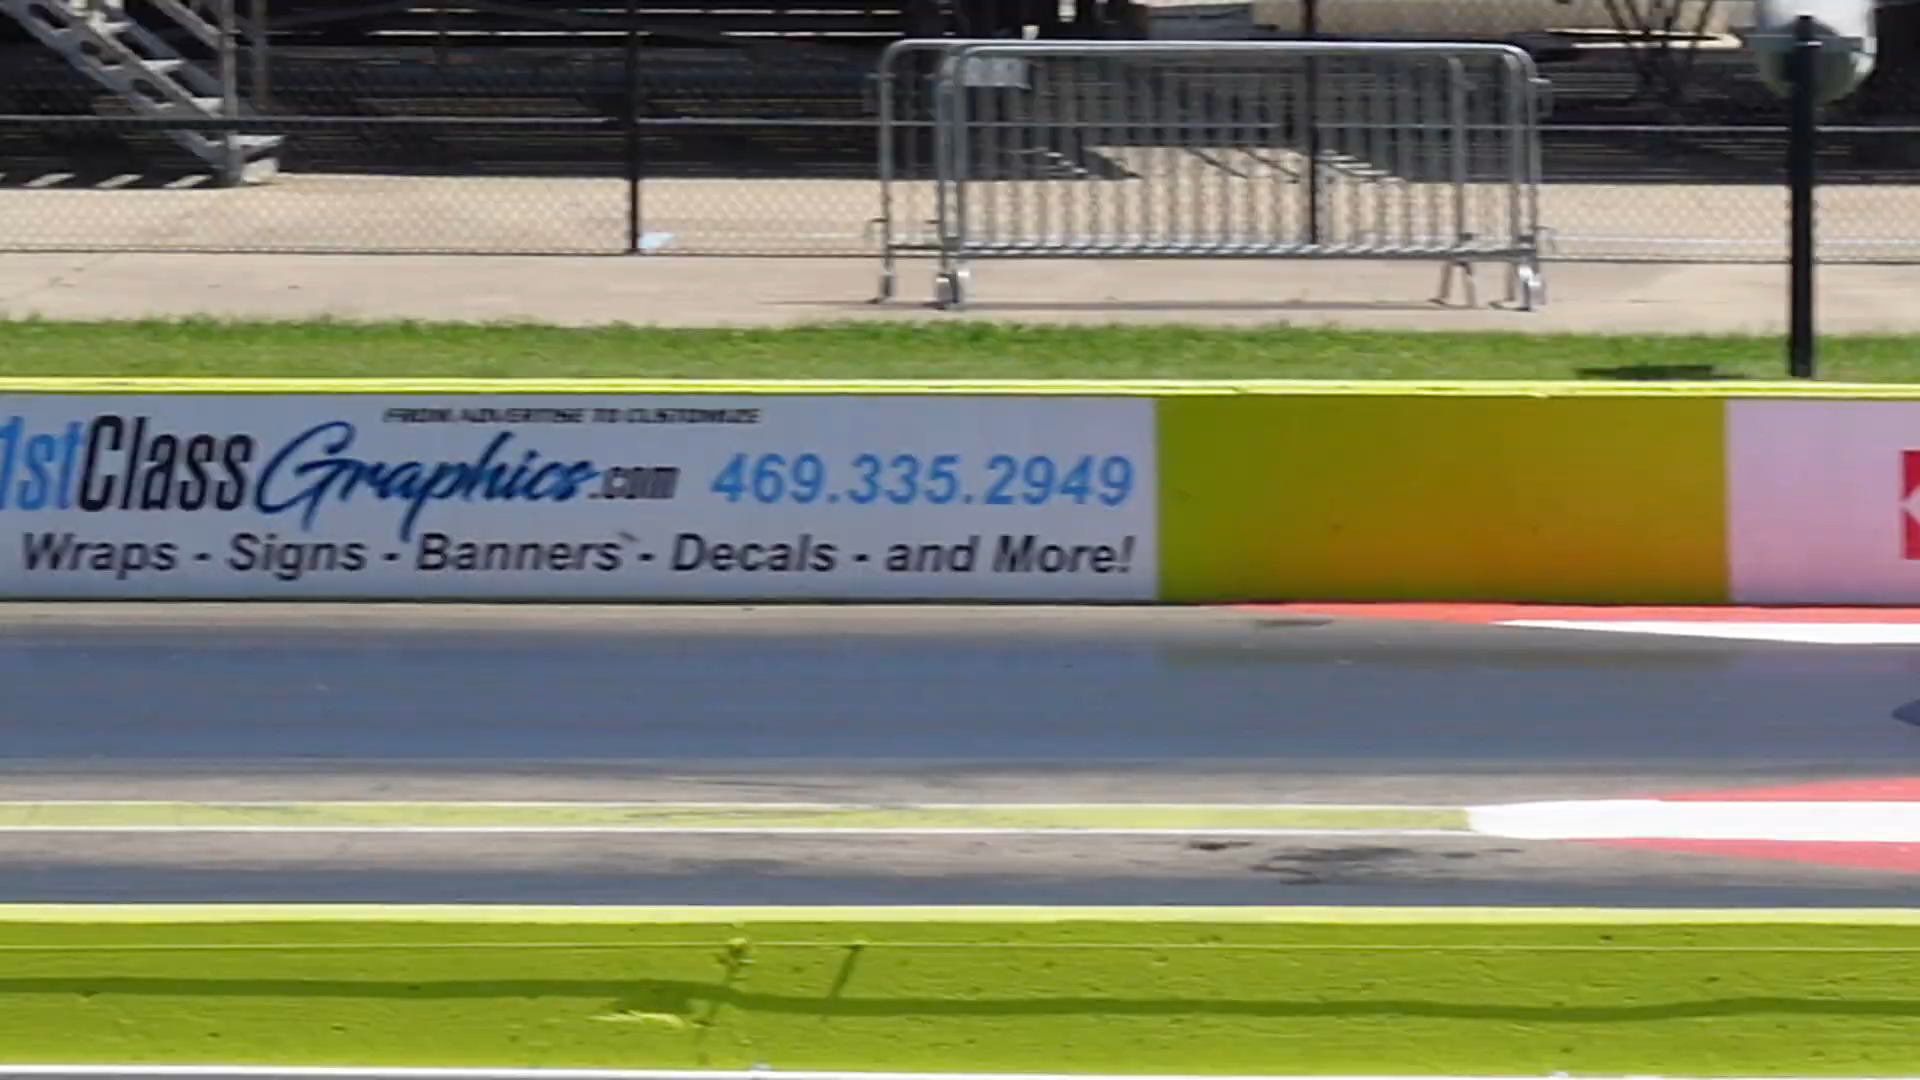 FROM ADVERTISE TO CUSTOMIZE
1stClassGraphics.com 469.335.2949
Wraps - Signs - Banners - Decals - and More!